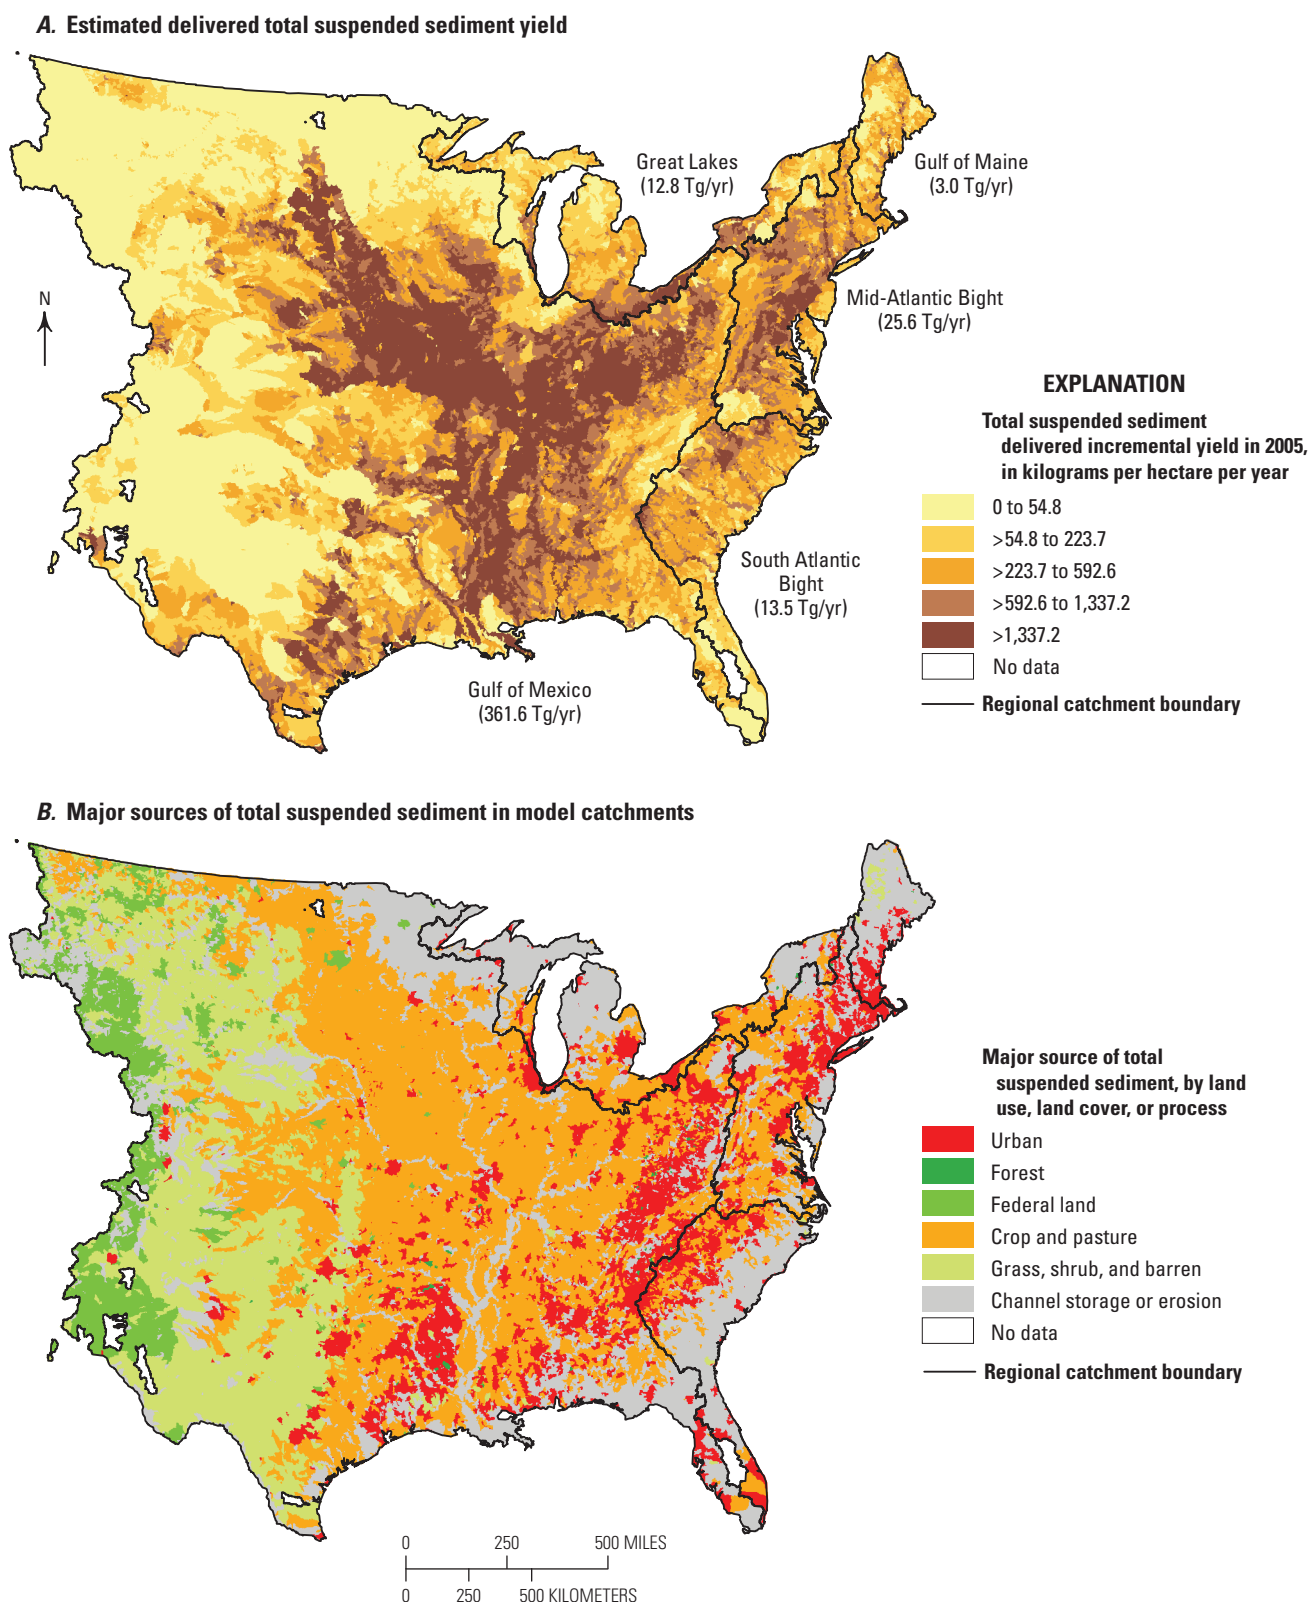 A. Estimated delivered total suspended sediment yield
Great Lakes
(12.8 Tg/yr)
Gulf of Maine
(3.0 Tg/yr)
N
Mid-Atlantic Bight
(25.6 Tg/yr)
South Atlantic
Bight
(13.5 Tg/yr)
Gulf of Mexico
(361.6 Tg/yr)
EXPLANATION
Total suspended sediment
delivered incremental yield in 2005,
in kilograms per hectare per year
0 to 54.8
>54.8 to 223.7
>223.7 to 592.6
>592.6 to 1,337.2
>1,337.2
No data
Regional catchment boundary
B. Major sources of total suspended sediment in model catchments
Major source of total
suspended sediment, by land
use, land cover, or process
Urban
Forest
Federal land
Crop and pasture
Grass, shrub, and barren
Channel storage or erosion
No data
Regional catchment boundary
0 250 500 MILES
0 250 500 KILOMETERS